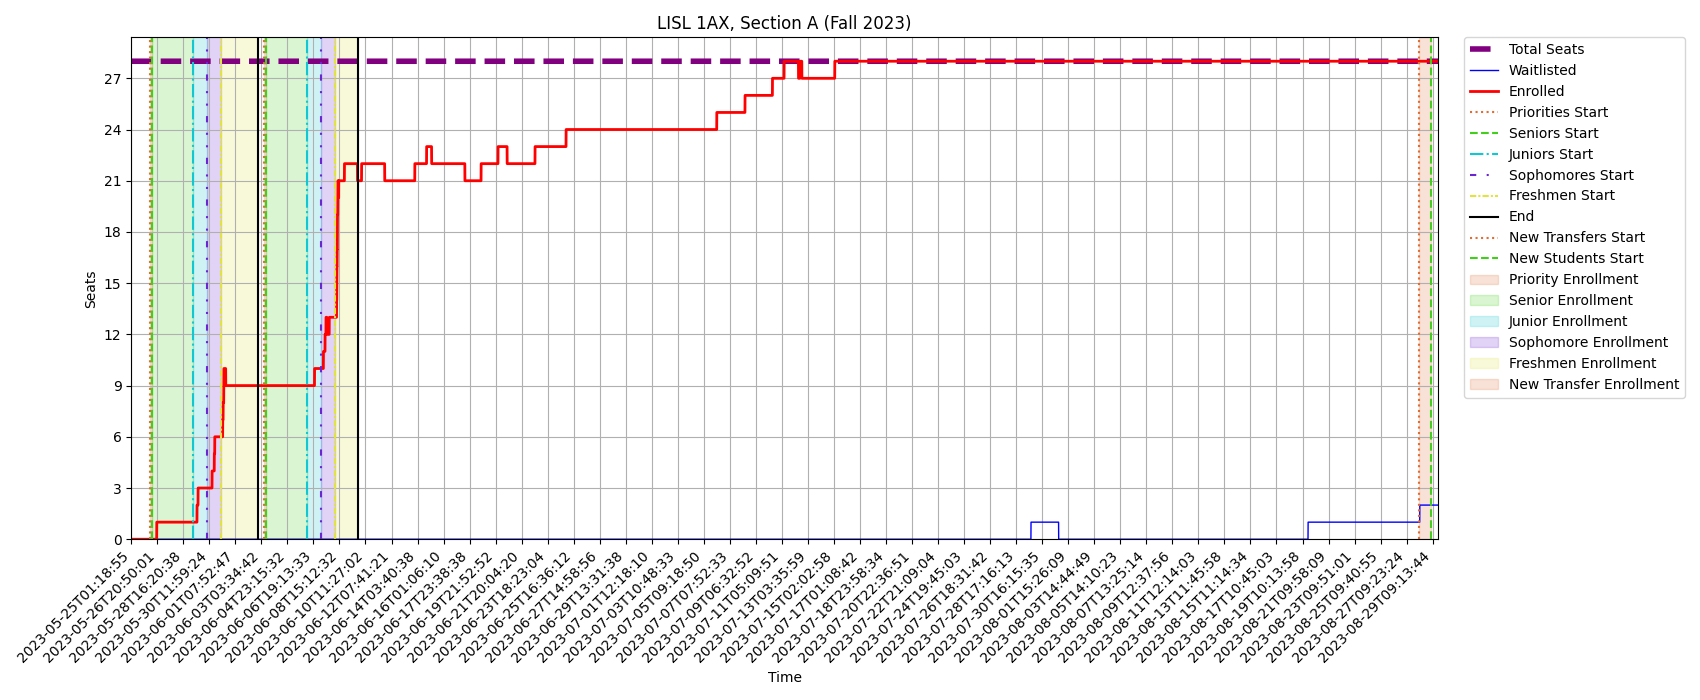 LISL 1AX, Section A (Fall 2023)
Total Seats
Waitlisted
Enrolled
Priorities Start
Seniors Start
Juniors Start
Sophomores Start
Freshmen Start
End
New Transfers Start
New Students Start
Priority Enrollment
Senior Enrollment
Junior Enrollment
Sophomore Enrollment
Freshmen Enrollment
New Transfer Enrollment
Seats
27
24
21
18
15
12
9
6
3
0
2023-05-25T01:18:55
2023-05-26T20:50:01
2023-05-28T16:20:38
2023-05-30T11:59:24
2023-06-01T07:52:47
2023-06-03T03:34:42
2023-06-04T23:15:32
2023-06-06T19:13:33
2023-06-08T15:12:32
2023-06-10T11:27:02
2023-06-12T07:41:21
2023-06-14T03:40:38
2023-06-16T01:06:10
2023-06-17T23:38:38
2023-06-19T21:52:52
2023-06-21T20:04:20
2023-06-23T18:23:04
2023-06-25T16:36:12
2023-06-27T14:58:56
2023-06-29T13:31:38
2023-07-01T12:18:10
2023-07-03T10:48:33
2023-07-05T09:18:50
2023-07-07T07:52:33
2023-07-09T06:32:52
2023-07-11T05:09:51
2023-07-13T03:35:59
2023-07-15T02:02:58
2023-07-17T01:08:42
2023-07-18T23:58:34
2023-07-20T22:36:51
2023-07-22T21:09:04
2023-07-24T19:45:03
2023-07-26T18:31:42
2023-07-28T17:16:13
2023-07-30T16:15:35
2023-08-01T15:26:09
2023-08-03T14:44:49
2023-08-05T14:10:23
2023-08-07T13:25:14
2023-08-09T12:37:56
2023-08-11T12:14:03
2023-08-13T11:45:58
2023-08-15T11:14:34
2023-08-17T10:45:03
2023-08-19T10:13:58
2023-08-21T09:58:09
2023-08-23T09:51:01
2023-08-25T09:40:55
2023-08-27T09:23:24
2023-08-29T09:13:44
Time